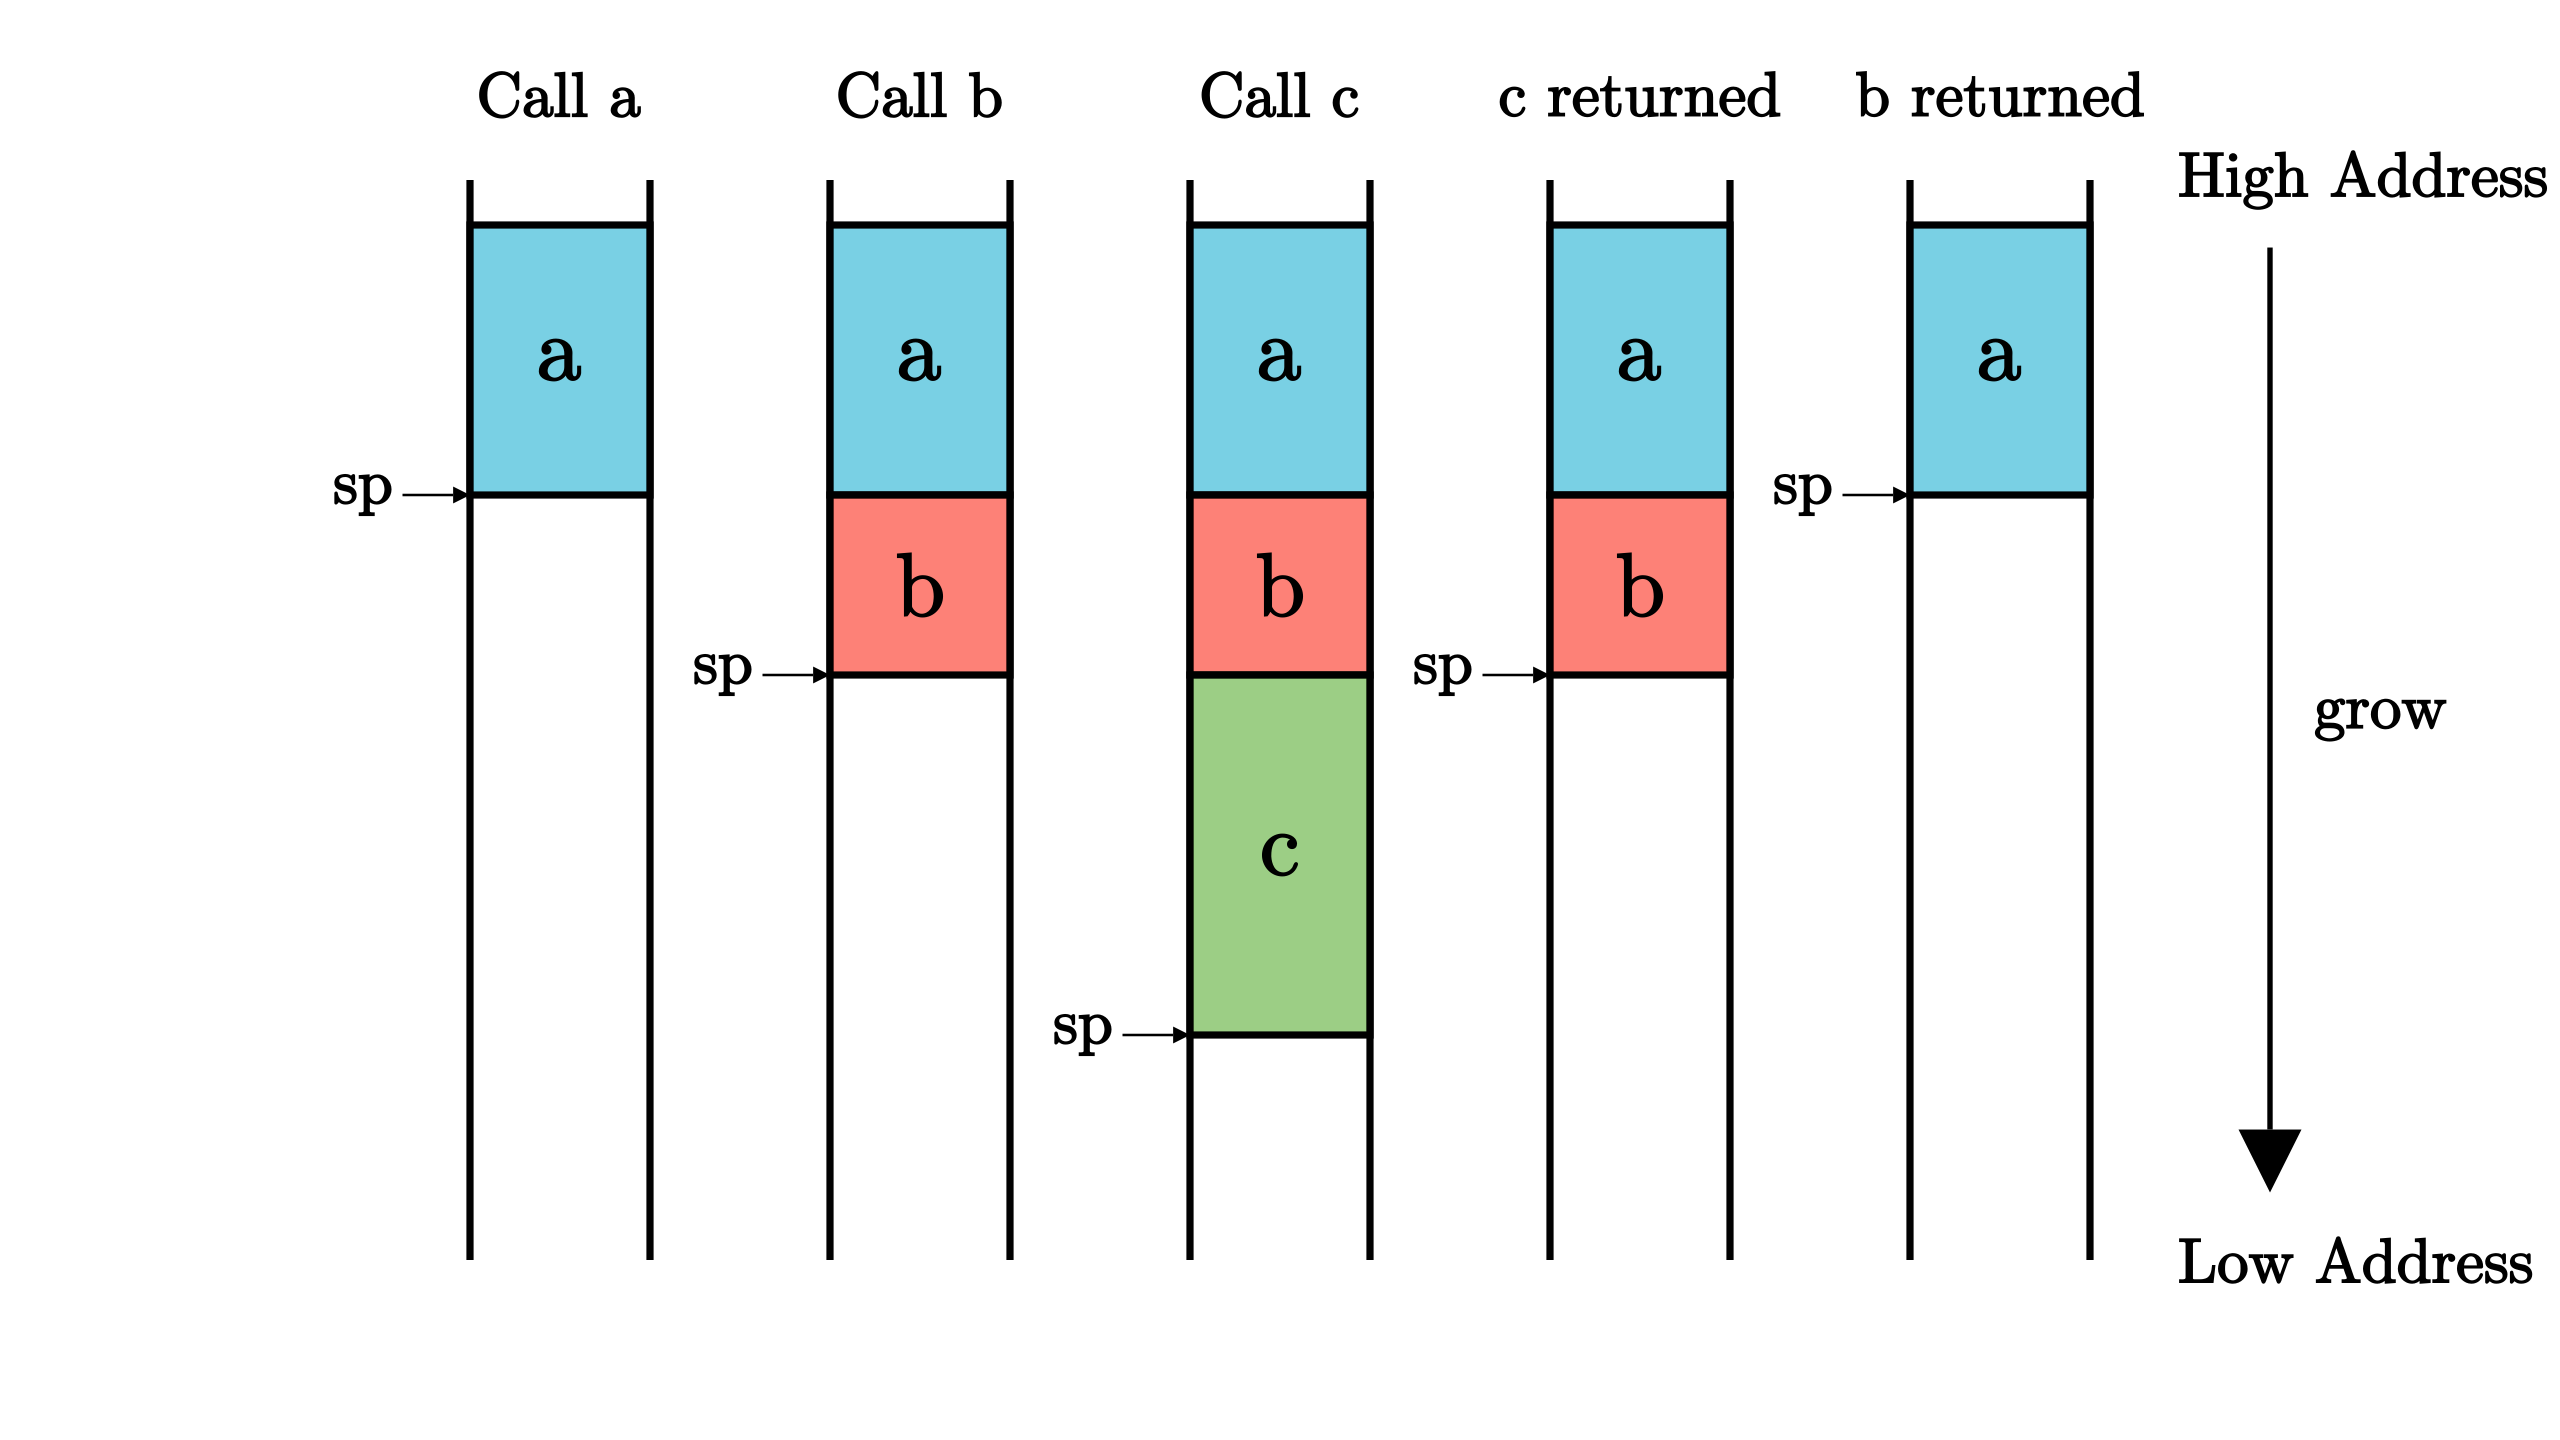 Call a
Call b
Call c
c returned
b returned
High Address
a
a
a
a
a
sp
sp
b
b
b
sp
sp
grow
c
sp
Low Address